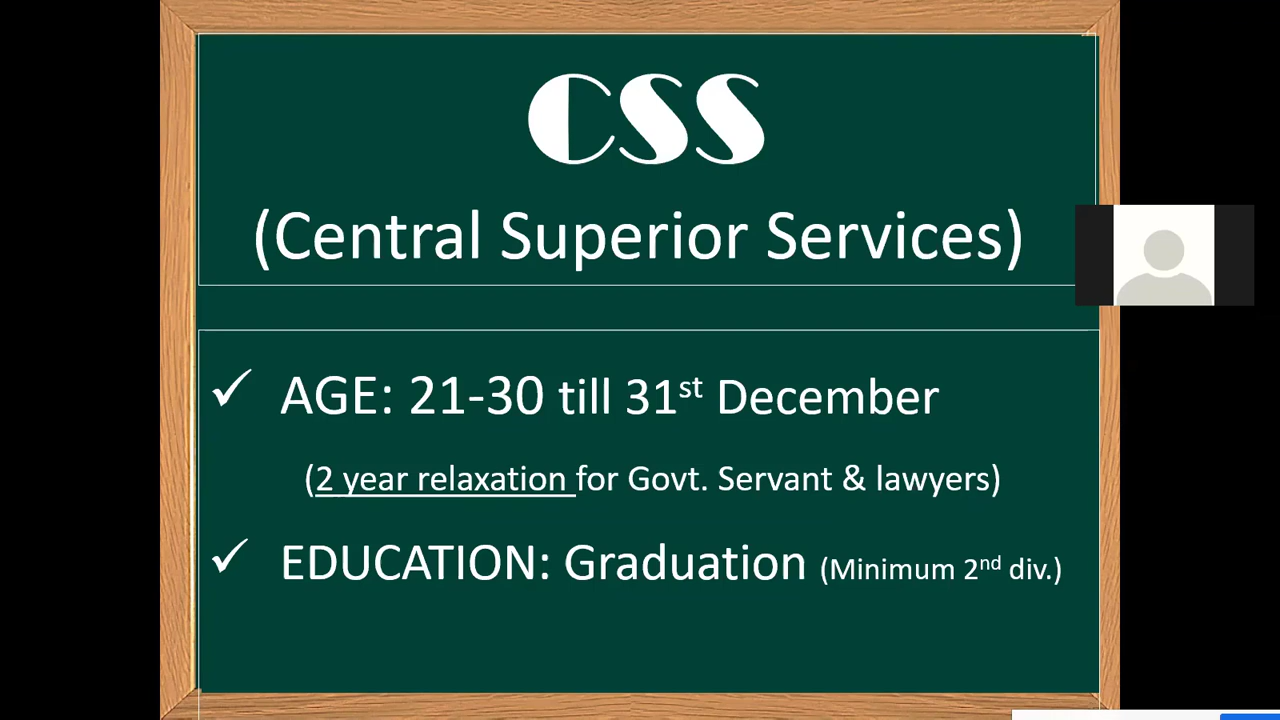 CSS
(Central Superior Services)
✓ AGE: 21-30 till 31st December
(2 year relaxation for Govt. Servant & lawyers)
✓ EDUCATION: Graduation (Minimum 2nd div.)